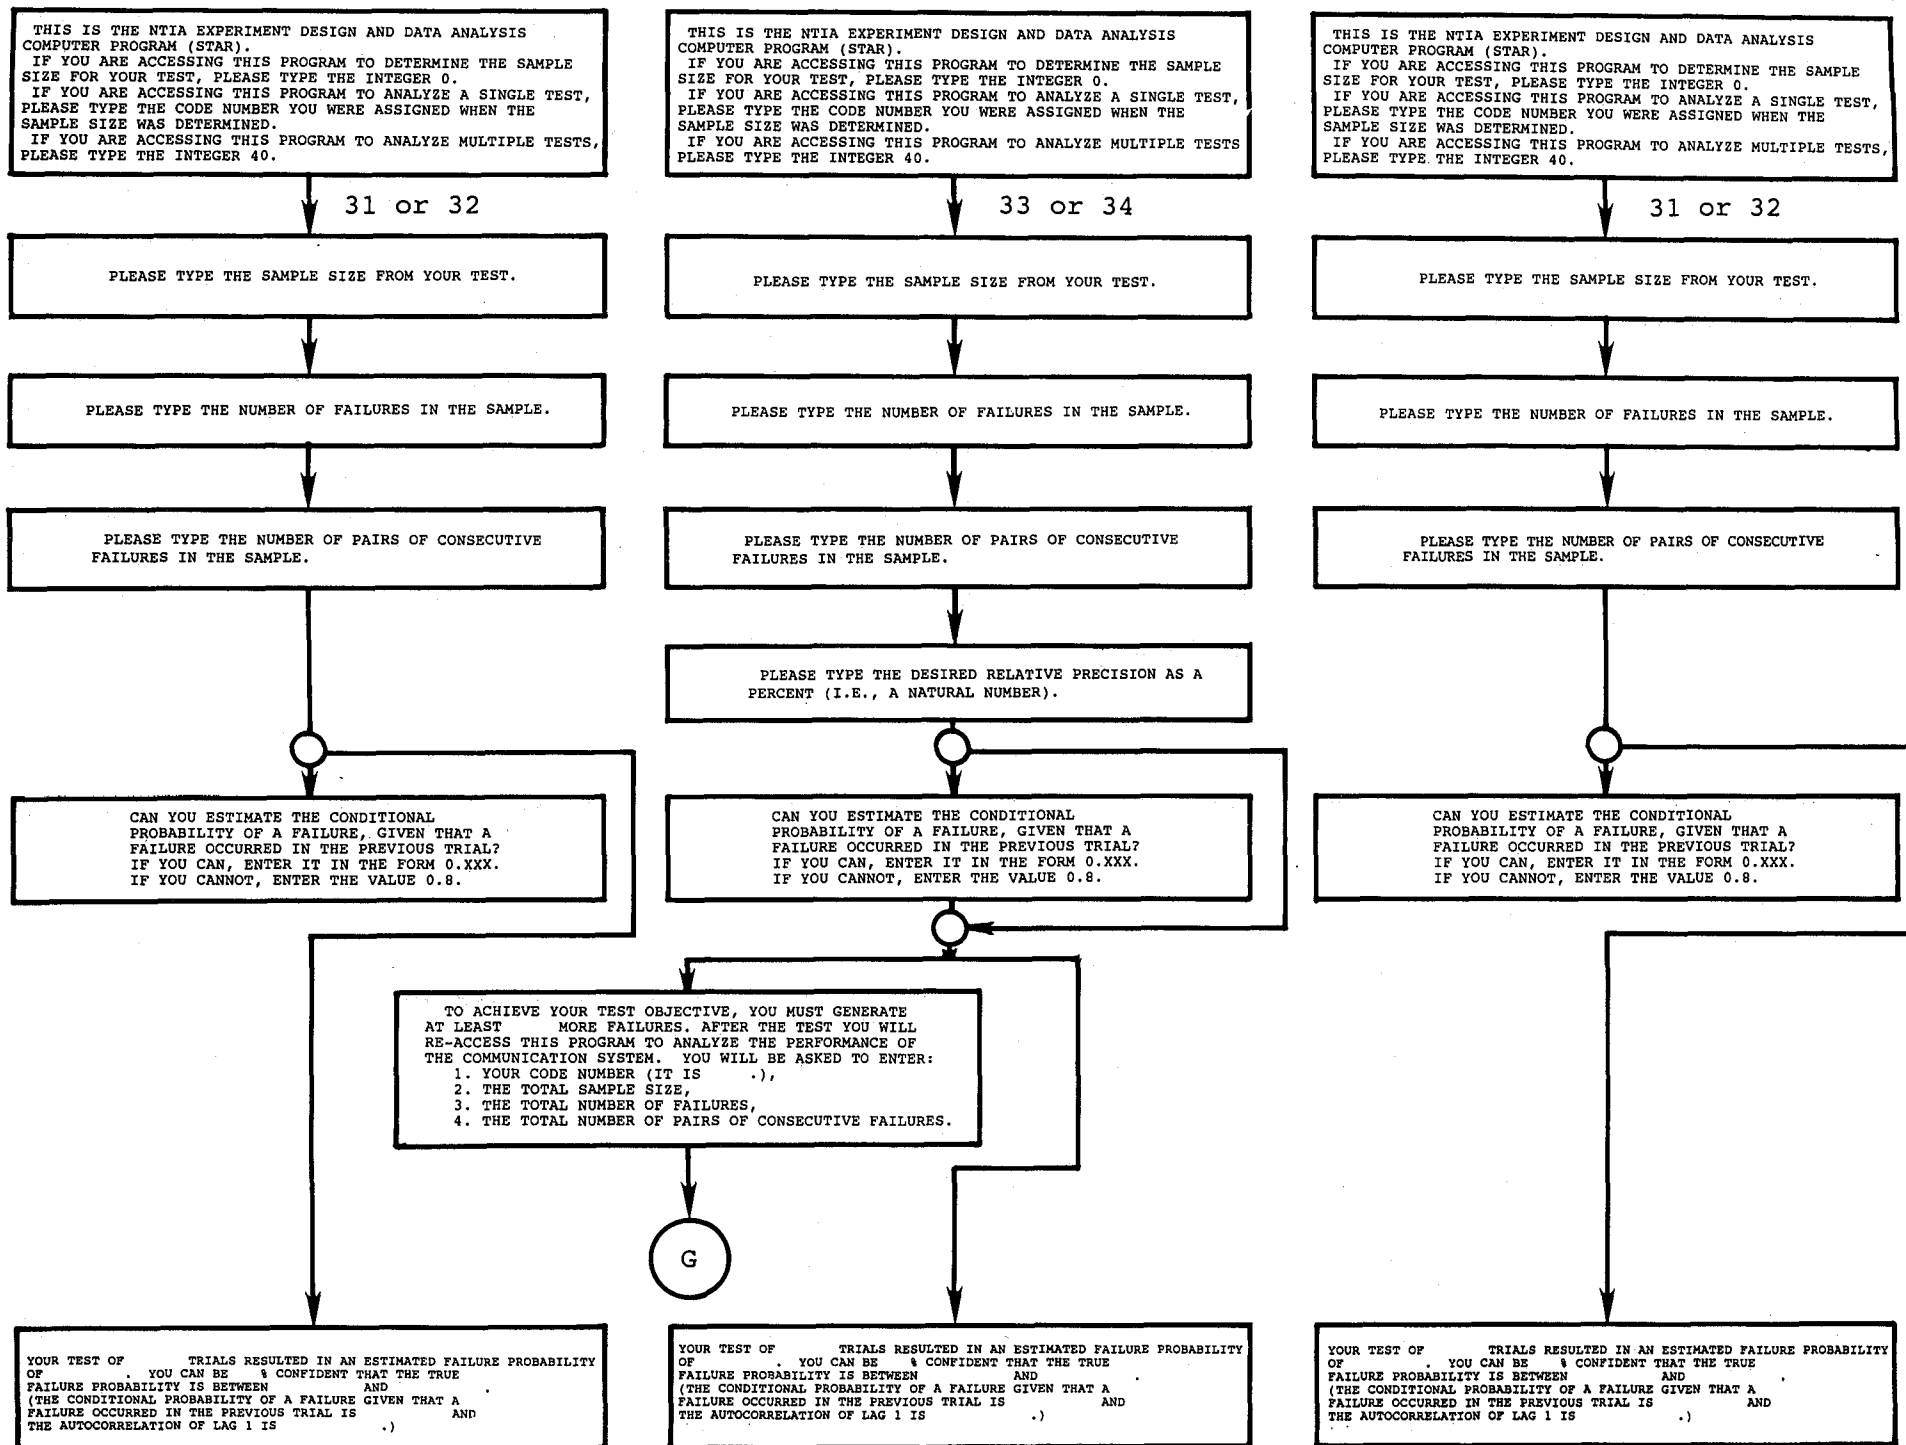 THIS IS THE NTIA EXPERIMENT DESIGN AND DATA ANALYSIS
COMPUTER PROGRAM (STAR).
IF YOU ARE ACCESSING THIS PROGRAM TO DETERMINE THE SAMPLE
SIZE FOR YOUR TEST, PLEASE TYPE THE INTEGER 0.
IF YOU ARE ACCESSING THIS PROGRAM TO ANALYZE A SINGLE TEST,
PLEASE TYPE THE CODE NUMBER YOU WERE ASSIGNED WHEN THE
SAMPLE SIZE WAS DETERMINED.
IF YOU ARE ACCESSING THIS PROGRAM TO ANALYZE MULTIPLE TESTS,
PLEASE TYPE THE INTEGER 40.
31 or 32
PLEASE TYPE THE SAMPLE SIZE FROM YOUR TEST.
PLEASE TYPE THE NUMBER OF FAILURES IN THE SAMPLE.
PLEASE TYPE THE NUMBER OF PAIRS OF CONSECUTIVE
FAILURES IN THE SAMPLE.
CAN YOU ESTIMATE THE CONDITIONAL
PROBABILITY OF A FAILURE, GIVEN THAT A
FAILURE OCCURRED IN THE PREVIOUS TRIAL?
IF YOU CAN, ENTER IT IN THE FORM 0.XXX.
IF YOU CANNOT, ENTER THE VALUE 0.8.
YOUR TEST OF TRIALS RESULTED IN AN ESTIMATED FAILURE PROBABILITY
OF . YOU CAN BE % CONFIDENT THAT THE TRUE
FAILURE PROBABILITY IS BETWEEN AND .
(THE CONDITIONAL PROBABILITY OF A FAILURE GIVEN THAT A
FAILURE OCCURRED IN THE PREVIOUS TRIAL IS AND
THE AUTOCORRELATION OF LAG 1 IS .)
THIS IS THE NTIA EXPERIMENT DESIGN AND DATA ANALYSIS
COMPUTER PROGRAM (STAR).
IF YOU ARE ACCESSING THIS PROGRAM TO DETERMINE THE SAMPLE
SIZE FOR YOUR TEST, PLEASE TYPE THE INTEGER 0.
IF YOU ARE ACCESSING THIS PROGRAM TO ANALYZE A SINGLE TEST,
PLEASE TYPE THE CODE NUMBER YOU WERE ASSIGNED WHEN THE
SAMPLE SIZE WAS DETERMINED.
IF YOU ARE ACCESSING THIS PROGRAM TO ANALYZE MULTIPLE TESTS
PLEASE TYPE THE INTEGER 40.
33 or 34
PLEASE TYPE THE SAMPLE SIZE FROM YOUR TEST.
PLEASE TYPE THE NUMBER OF FAILURES IN THE SAMPLE.
PLEASE TYPE THE NUMBER OF PAIRS OF CONSECUTIVE
FAILURES IN THE SAMPLE.
PLEASE TYPE THE DESIRED RELATIVE PRECISION AS A
PERCENT (I.E., A NATURAL NUMBER).
CAN YOU ESTIMATE THE CONDITIONAL
PROBABILITY OF A FAILURE, GIVEN THAT A
FAILURE OCCURRED IN THE PREVIOUS TRIAL?
IF YOU CAN, ENTER IT IN THE FORM 0.XXX.
IF YOU CANNOT, ENTER THE VALUE 0.8.
TO ACHIEVE YOUR TEST OBJECTIVE, YOU MUST GENERATE
AT LEAST MORE FAILURES. AFTER THE TEST YOU WILL
RE-ACCESS THIS PROGRAM TO ANALYZE THE PERFORMANCE OF
THE COMMUNICATION SYSTEM. YOU WILL BE ASKED TO ENTER:
1. YOUR CODE NUMBER (IT IS .),
2. THE TOTAL SAMPLE SIZE,
3. THE TOTAL NUMBER OF FAILURES,
4. THE TOTAL NUMBER OF PAIRS OF CONSECUTIVE FAILURES.
G
YOUR TEST OF TRIALS RESULTED IN AN ESTIMATED FAILURE PROBABILITY
OF . YOU CAN BE % CONFIDENT THAT THE TRUE
FAILURE PROBABILITY IS BETWEEN AND .
(THE CONDITIONAL PROBABILITY OF A FAILURE GIVEN THAT A
FAILURE OCCURRED IN THE PREVIOUS TRIAL IS AND
THE AUTOCORRELATION OF LAG 1 IS .)
THIS IS THE NTIA EXPERIMENT DESIGN AND DATA ANALYSIS
COMPUTER PROGRAM (STAR).
IF YOU ARE ACCESSING THIS PROGRAM TO DETERMINE THE SAMPLE
SIZE FOR YOUR TEST, PLEASE TYPE THE INTEGER 0.
IF YOU ARE ACCESSING THIS PROGRAM TO ANALYZE A SINGLE TEST,
PLEASE TYPE THE CODE NUMBER YOU WERE ASSIGNED WHEN THE
SAMPLE SIZE WAS DETERMINED.
IF YOU ARE ACCESSING THIS PROGRAM TO ANALYZE MULTIPLE TESTS,
PLEASE TYPE THE INTEGER 40.
31 or 32
PLEASE TYPE THE SAMPLE SIZE FROM YOUR TEST.
PLEASE TYPE THE NUMBER OF FAILURES IN THE SAMPLE.
PLEASE TYPE THE NUMBER OF PAIRS OF CONSECUTIVE
FAILURES IN THE SAMPLE.
CAN YOU ESTIMATE THE CONDITIONAL
PROBABILITY OF A FAILURE, GIVEN THAT A
FAILURE OCCURRED IN THE PREVIOUS TRIAL?
IF YOU CAN, ENTER IT IN THE FORM 0.XXX.
IF YOU CANNOT, ENTER THE VALUE 0.8.
YOUR TEST OF TRIALS RESULTED IN AN ESTIMATED FAILURE PROBABILITY
OF . YOU CAN BE % CONFIDENT THAT THE TRUE
FAILURE PROBABILITY IS BETWEEN AND .
(THE CONDITIONAL PROBABILITY OF A FAILURE GIVEN THAT A
FAILURE OCCURRED IN THE PREVIOUS TRIAL IS AND
THE AUTOCORRELATION OF LAG 1 IS .)